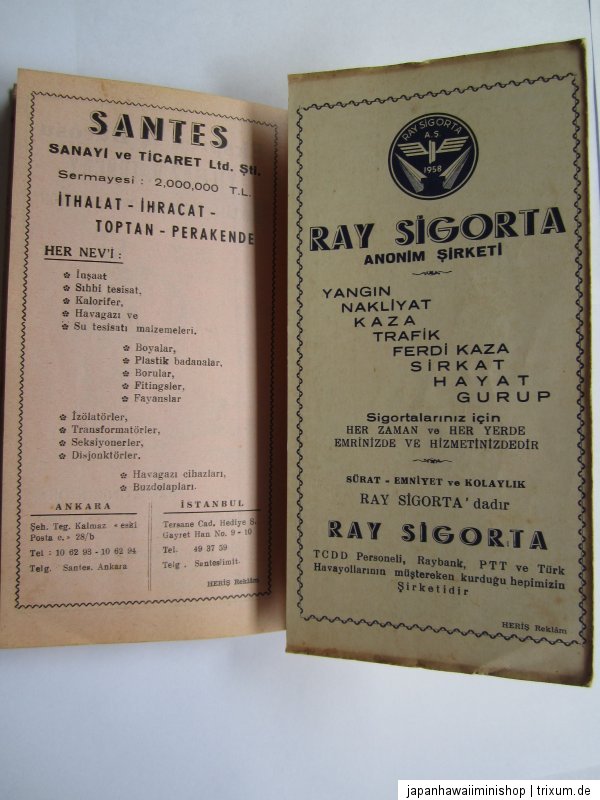 SANTES
SANAYİ ve TİCARET Ltd. Şti.
Sermayesi : 2,000,000 T.L.
İTHALAT - İHRACAT -
TOPTAN - PERAKENDE
HER NEV'İ :
İnşaat
Sıhhi tesisat,
Kalorifer,
Havagazı ve
Su tesisatı malzemeleri.
Boyalar,
Plastik badanalar,
Borular,
Fitingsler,
Fayanslar
İzölatörler,
Transformatörler,
Seksiyonerler,
Disjonktörler.
Havagazı cihazları,
Buzdolapları.
ANKARA
Şeh. Teg. Kalmaz « eski
Posta c.» 28/b
Tel : 10 62 93 - 10 62 94
Telg. Santes. Ankara
İSTANBUL
Tersane Cad. Hediye S.
Gayret Han No. 9 - 10
Tel. 49 37 59
Telg. Santeslimit.
HERİŞ Reklâm
RAY SİGORTA
A.Ş.
1958
RAY SİGORTA
ANONİM ŞİRKETİ
YANGIN
NAKLİYAT
KAZA
TRAFİK
FERDİ KAZA
SİRKAT
HAYAT
GURUP
Sigortalarınız için
HER ZAMAN ve HER YERDE
EMRİNİZDE VE HİZMETİNİZDEDİR
SÜRAT - EMNİYET ve KOLAYLIK
RAY SİGORTA' dadır
RAY SİGORTA
TCDD Personeli, Raybank, PTT ve Türk
Havayollarının müştereken kurduğu hepimizin
Şirketidir
HERİŞ Reklâm
japanhawaiiminishop | trixum.de